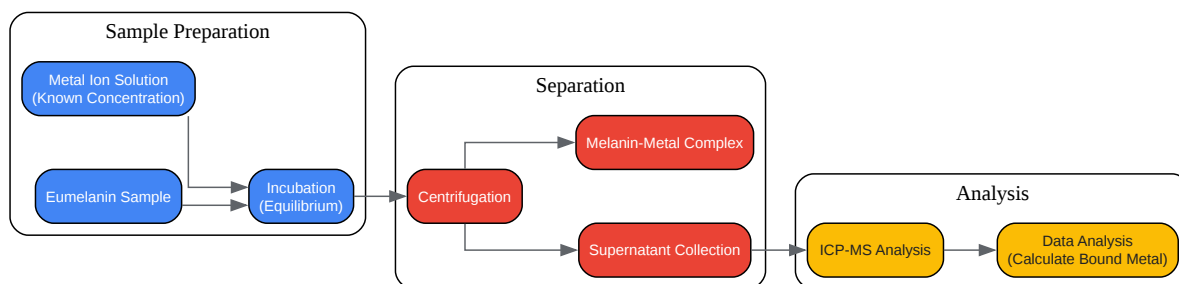 Sample Preparation
Metal Ion Solution
(Known Concentration)
Eumelanin Sample
Incubation
(Equilibrium)
Separation
Centrifugation
Melanin-Metal Complex
Supernatant Collection
Analysis
ICP-MS Analysis
Data Analysis
(Calculate Bound Metal)